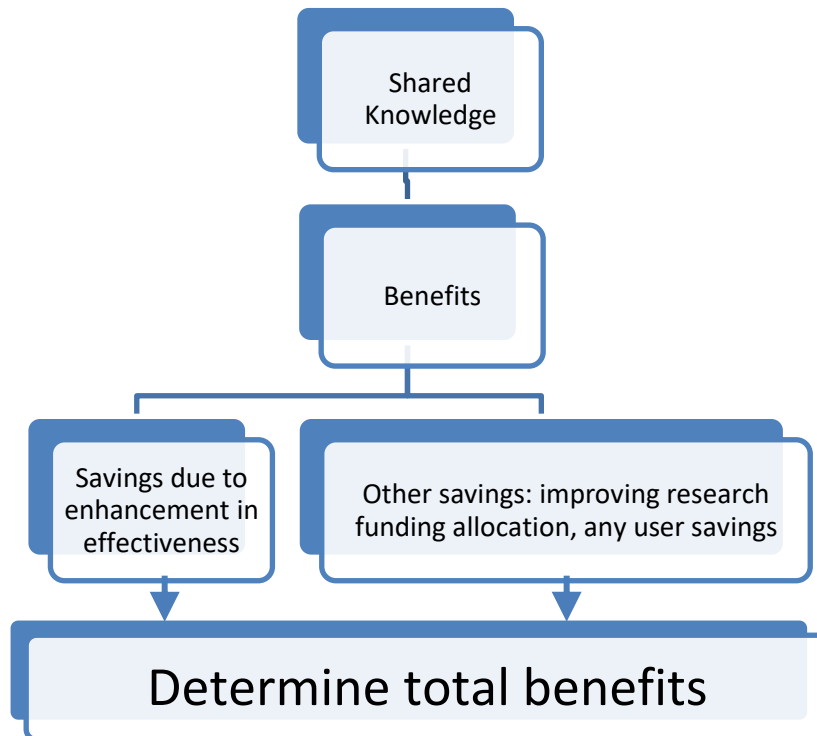 Shared
Knowledge
Benefits
Savings due to
enhancement in
effectiveness
Other savings: improving research
funding allocation, any user savings
Determine total benefits